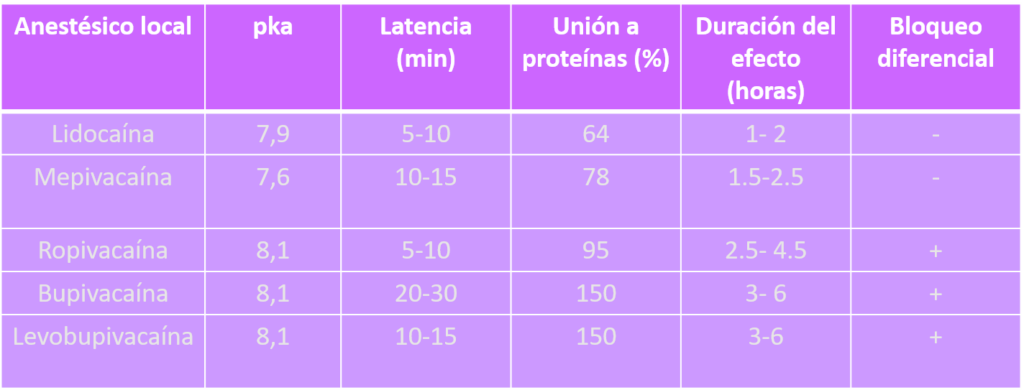 Anestésico local pka Latencia (min) Unión a proteínas (%) Duración del efecto (horas) Bloqueo diferencial
Lidocaína 7,9 5-10 64 1- 2 -
Mepivacaína 7,6 10-15 78 1.5-2.5 -
Ropivacaína 8,1 5-10 95 2.5- 4.5 +
Bupivacaína 8,1 20-30 150 3- 6 +
Levobupivacaína 8,1 10-15 150 3-6 +